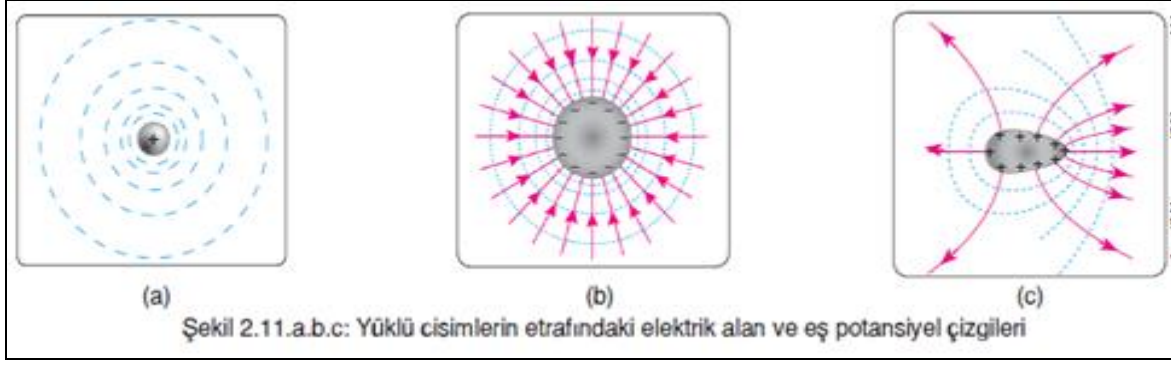 (a)
(b)
(c)
Şekil 2.11.a.b.c: Yüklü cisimlerin etrafındaki elektrik alan ve eş potansiyel çizgileri